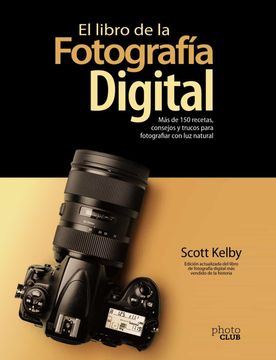 El libro de la
Fotografía
Digital
Más de 150 recetas,
consejos y trucos para
fotografiar con luz natural
Scott Kelby
Edición actualizada del libro
de fotografía digital más
vendido de la historia
photo
CLUB